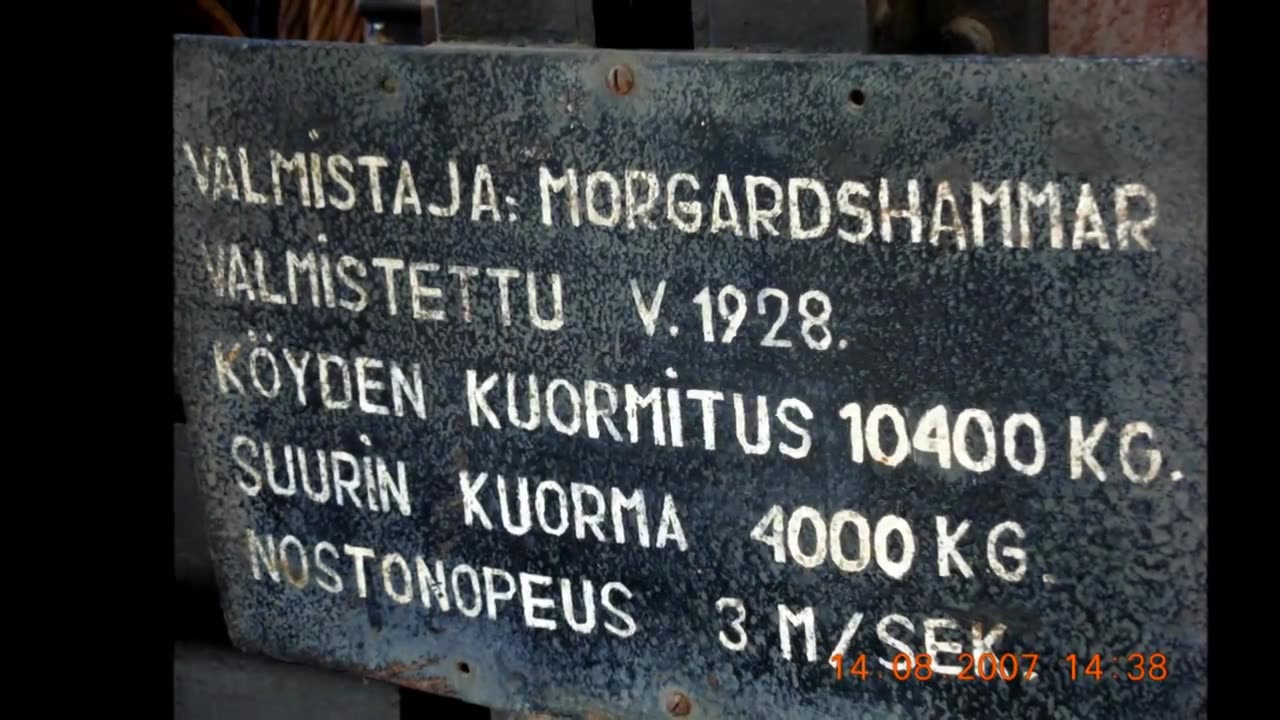 VALMISTAJA: MORGARDSHAMMAR
VALMISTETTU V. 1928.
KÖYDEN KUORMITUS 10400 KG.
SUURIN KUORMA 4000 KG.
NOSTONOPEUS 3 M/SEK.
14.08.2007 14:38